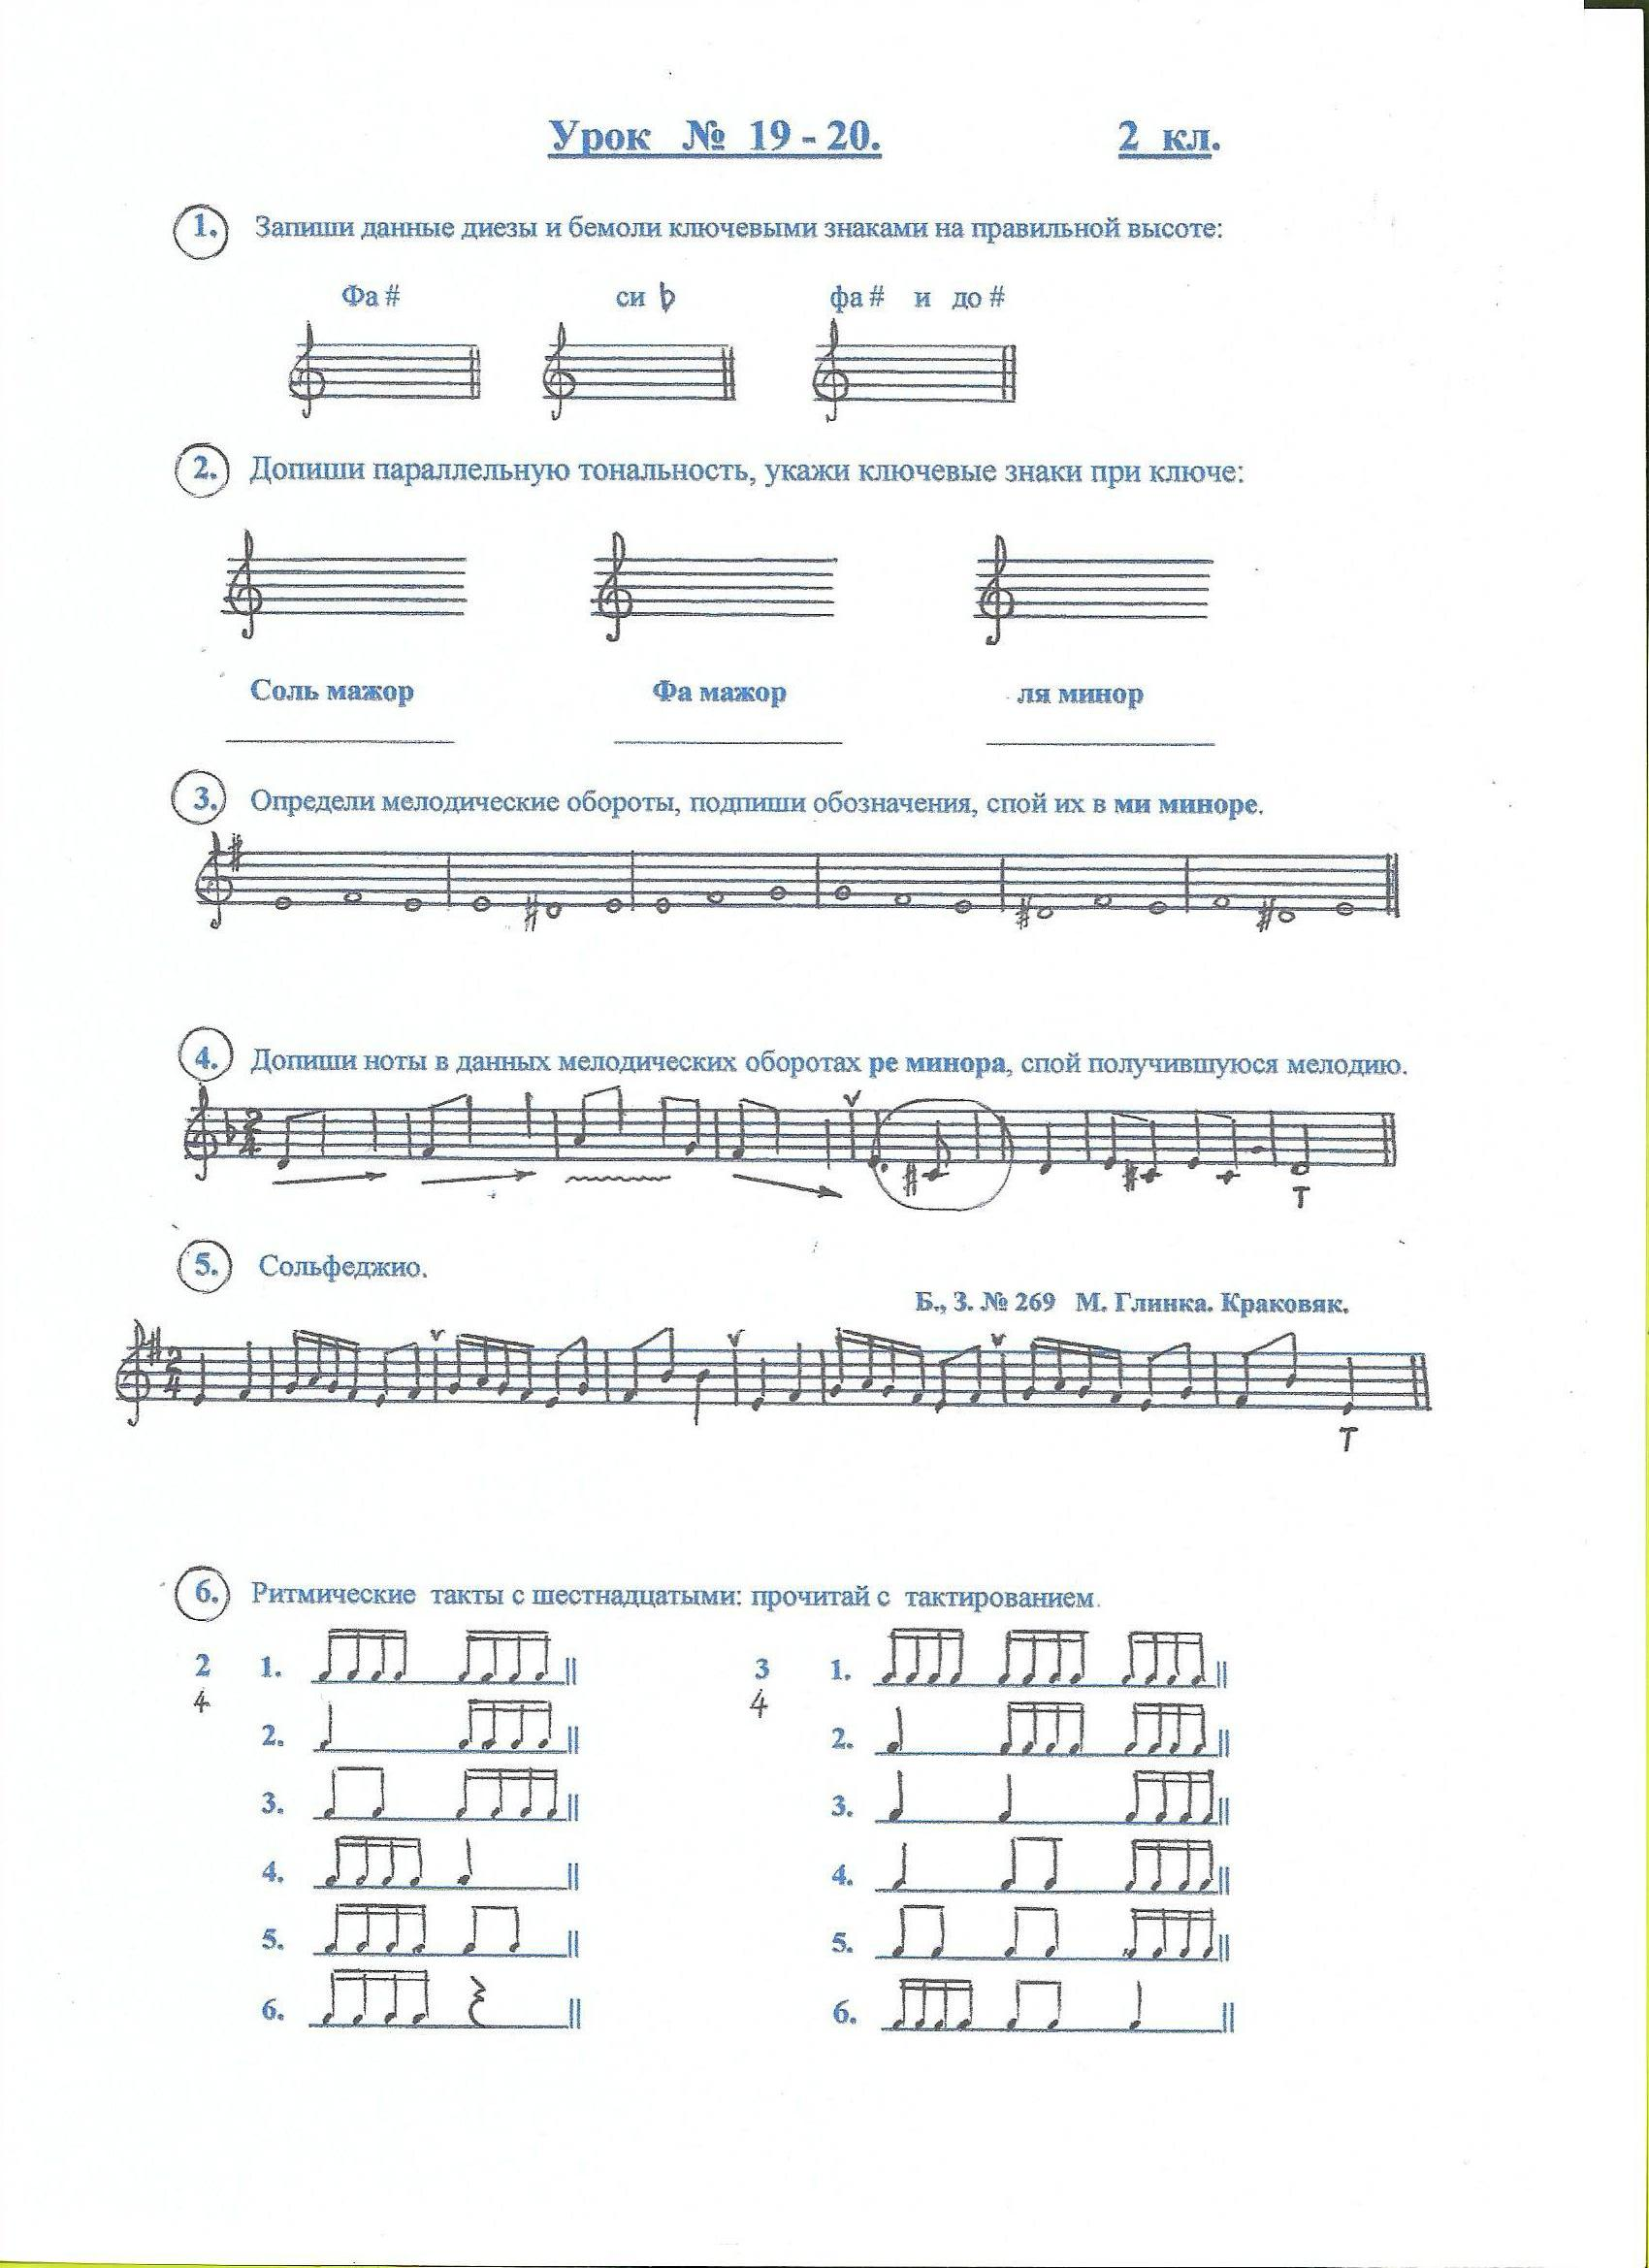 Урок № 19 - 20. 2 кл.
1. Запиши данные диезы и бемоли ключевыми знаками на правильной высоте:
Фа # си ♭ фа # и до #
2. Допиши параллельную тональность, укажи ключевые знаки при ключе:
Соль мажор Фа мажор ля минор
3. Определи мелодические обороты, подпиши обозначения, спой их в ми миноре.
4. Допиши ноты в данных мелодических оборотах ре минора, спой получившуюся мелодию.
2
4
T
5. Сольфеджио.
Б., З. № 269 М. Глинка. Краковяк.
2
4
T
6. Ритмические такты с шестнадцатыми: прочитай с тактированием.
2 1. 3 1.
4 4
2. 2.
3. 3.
4. 4.
5. 5.
6. 6.